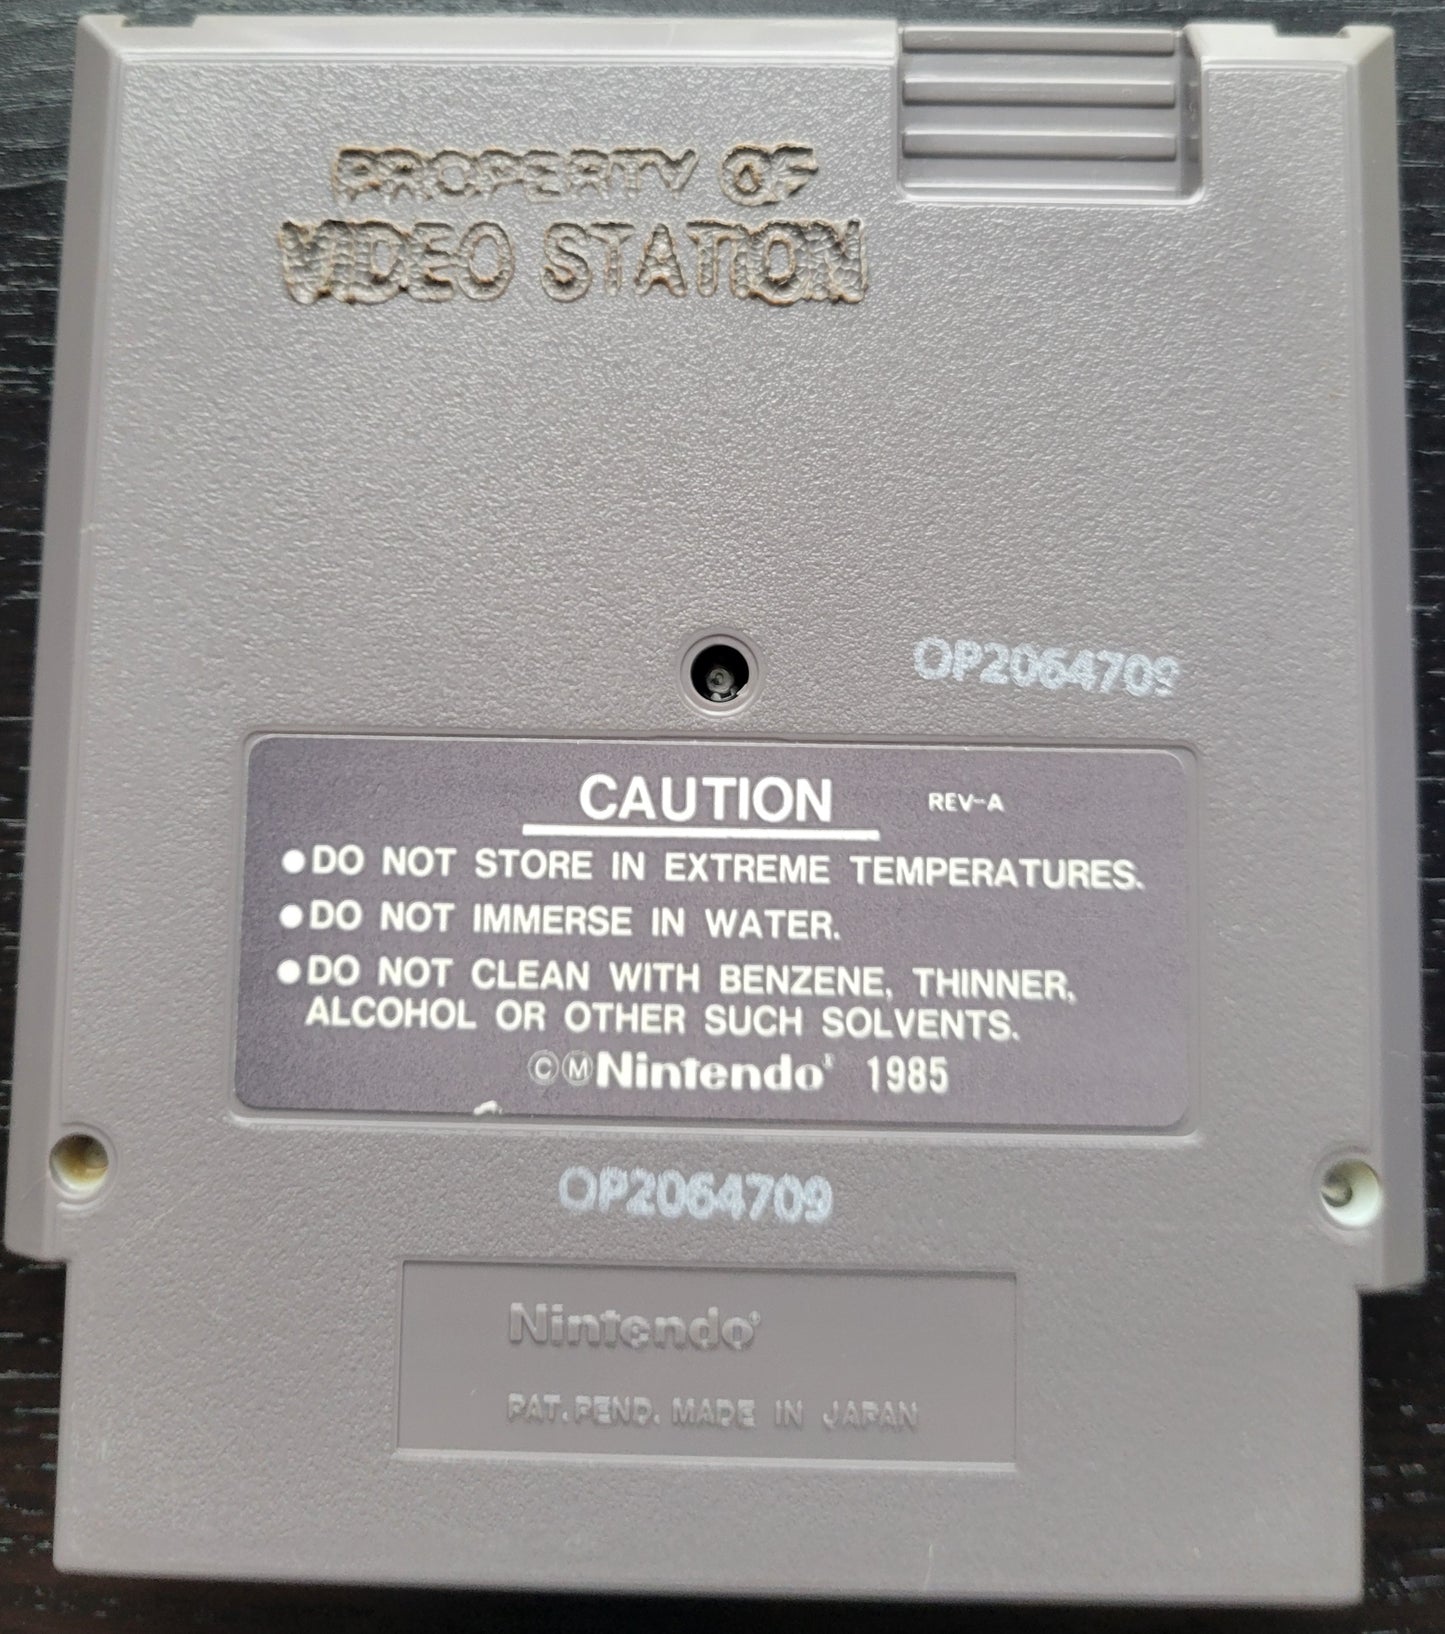 PROPERTY OF
VIDEO STATION
OP2064709
CAUTION REV-A
●DO NOT STORE IN EXTREME TEMPERATURES.
●DO NOT IMMERSE IN WATER.
●DO NOT CLEAN WITH BENZENE, THINNER,
ALCOHOL OR OTHER SUCH SOLVENTS.
©ⓂNintendo® 1985
OP2064709
Nintendo®
PAT. PEND. MADE IN JAPAN